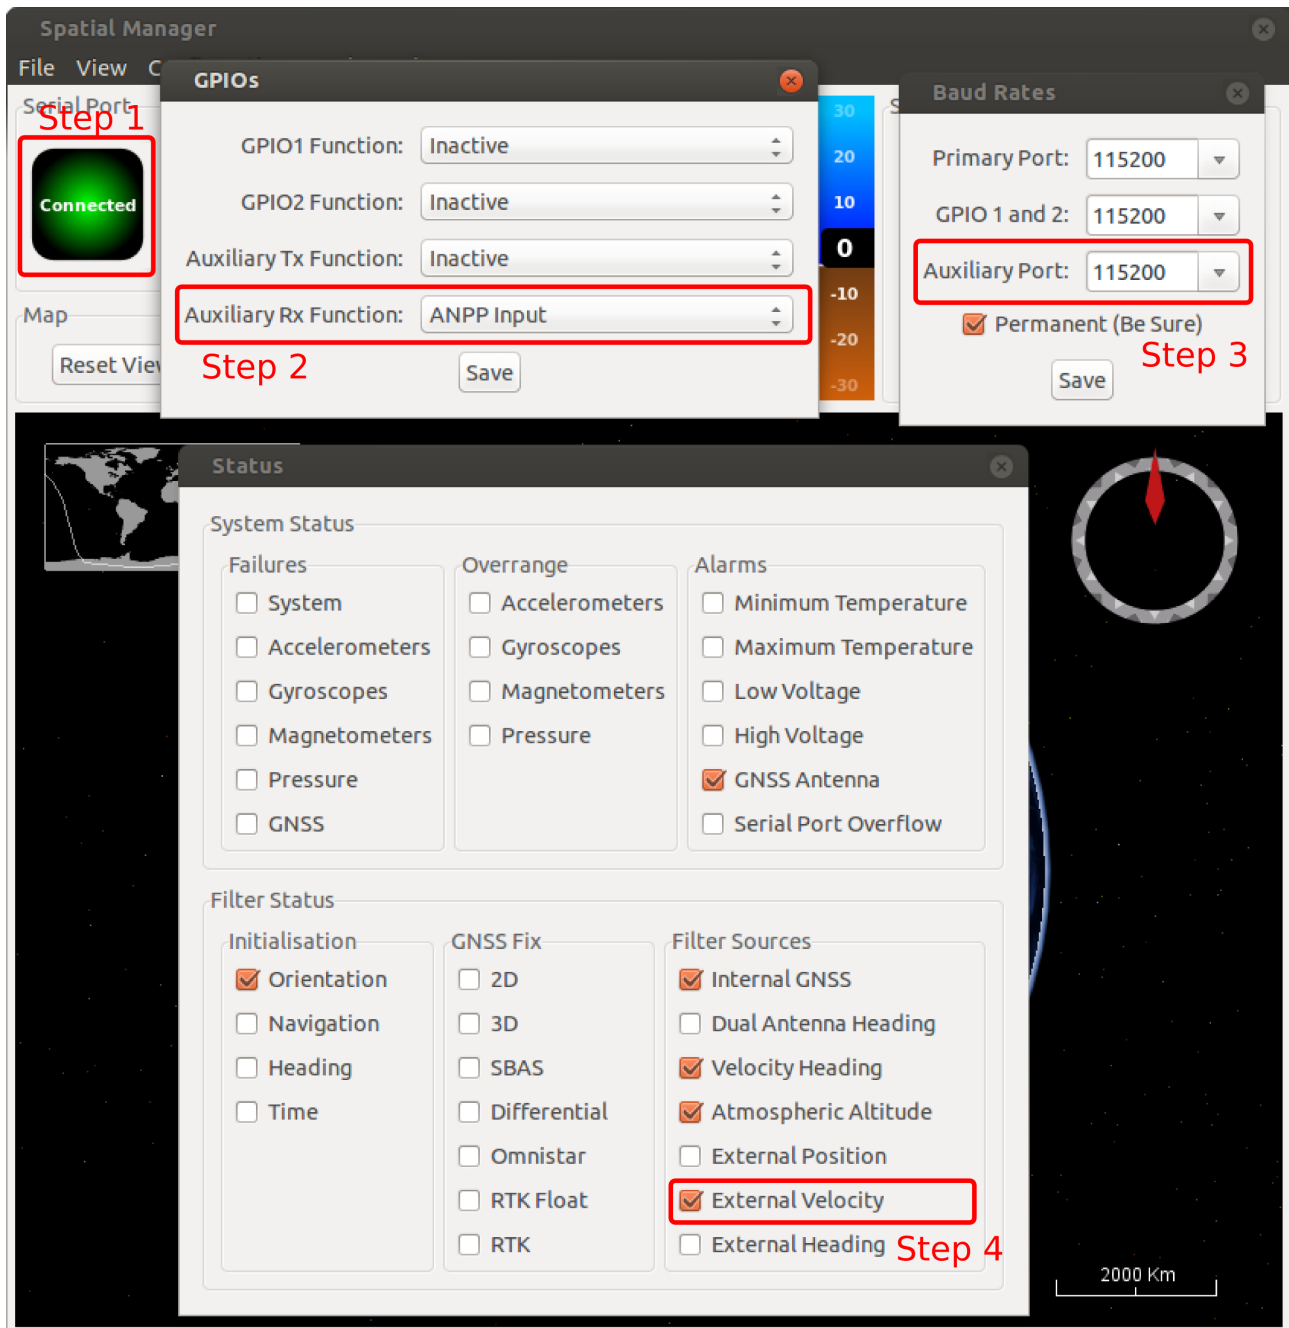 Spatial Manager
File View C
GPIOs
Baud Rates
Serial Port
Step 1
Connected
GPIO1 Function: Inactive
GPIO2 Function: Inactive
Auxiliary Tx Function: Inactive
Auxiliary Rx Function: ANPP Input
Step 2
Save
30
20
10
0
-10
-20
-30
S
Primary Port: 115200
GPIO 1 and 2: 115200
Auxiliary Port: 115200
Permanent (Be Sure)
Step 3
Save
Map
Reset View
Status
System Status
Failures
System
Accelerometers
Gyroscopes
Magnetometers
Pressure
GNSS
Overrange
Accelerometers
Gyroscopes
Magnetometers
Pressure
Alarms
Minimum Temperature
Maximum Temperature
Low Voltage
High Voltage
GNSS Antenna
Serial Port Overflow
Filter Status
Initialisation
Orientation
Navigation
Heading
Time
GNSS Fix
2D
3D
SBAS
Differential
Omnistar
RTK Float
RTK
Filter Sources
Internal GNSS
Dual Antenna Heading
Velocity Heading
Atmospheric Altitude
External Position
External Velocity
External Heading
Step 4
2000 Km